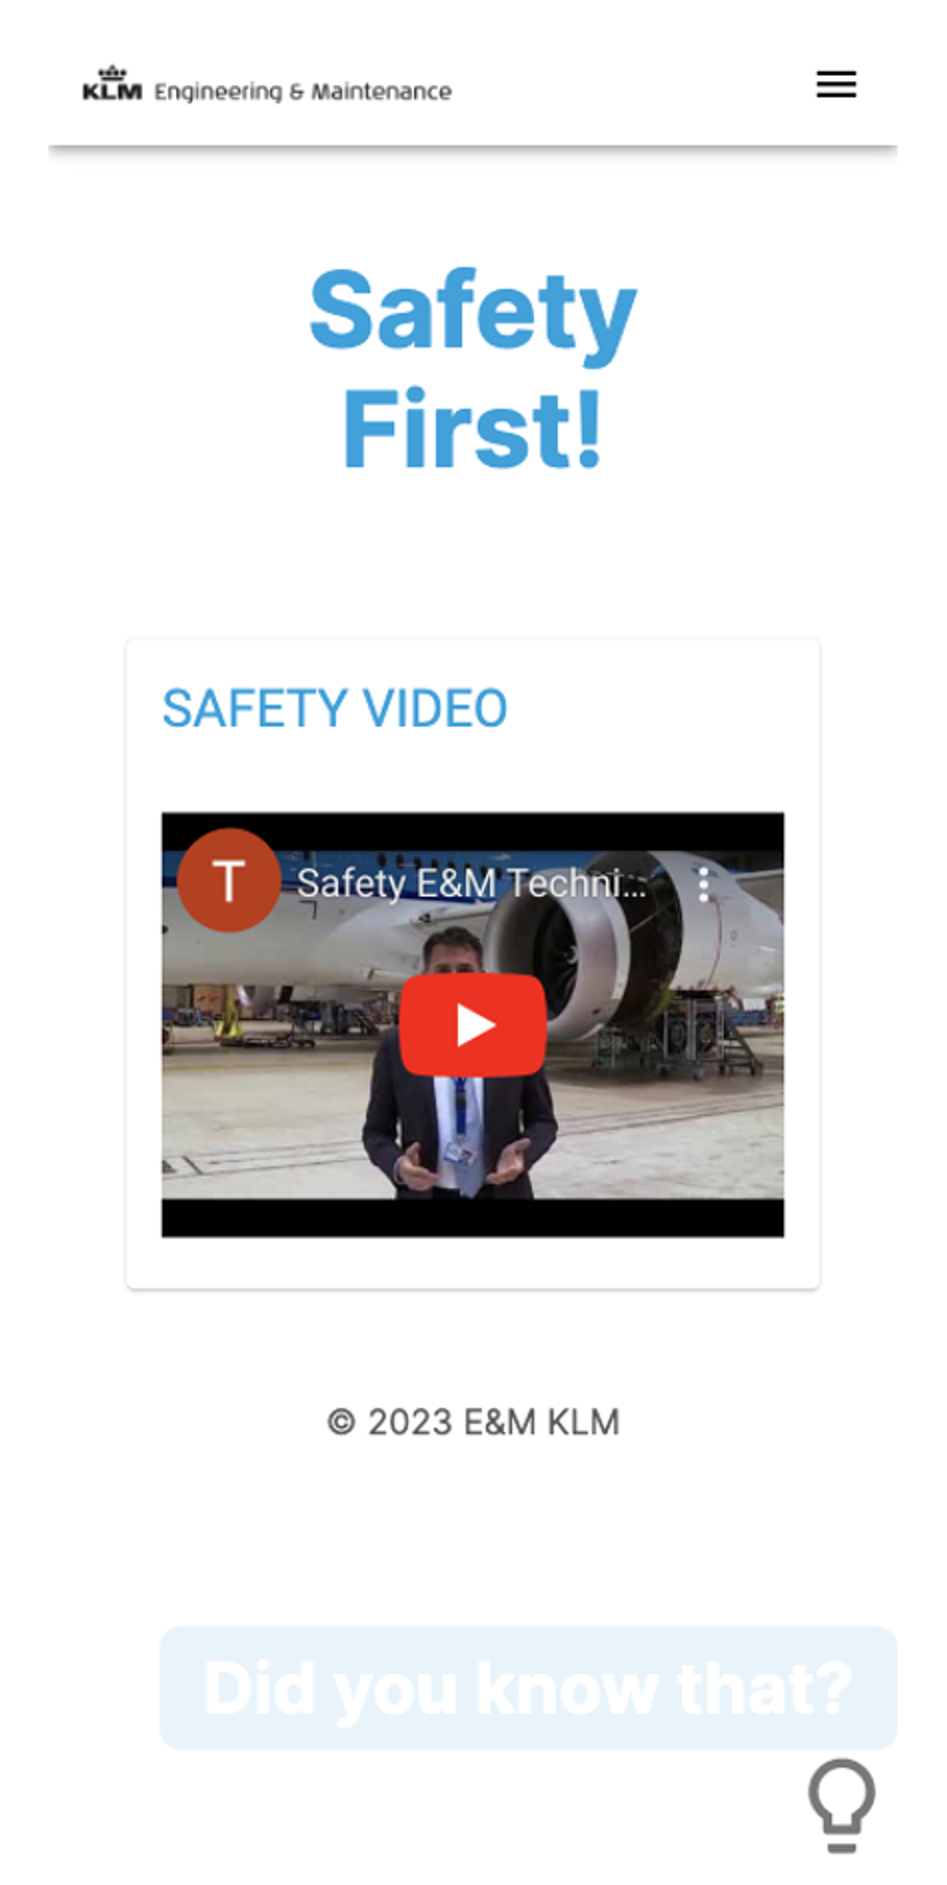 KLM Engineering & Maintenance
Safety
First!
SAFETY VIDEO
T Safety E&M Techni...
© 2023 E&M KLM
Did you know that?